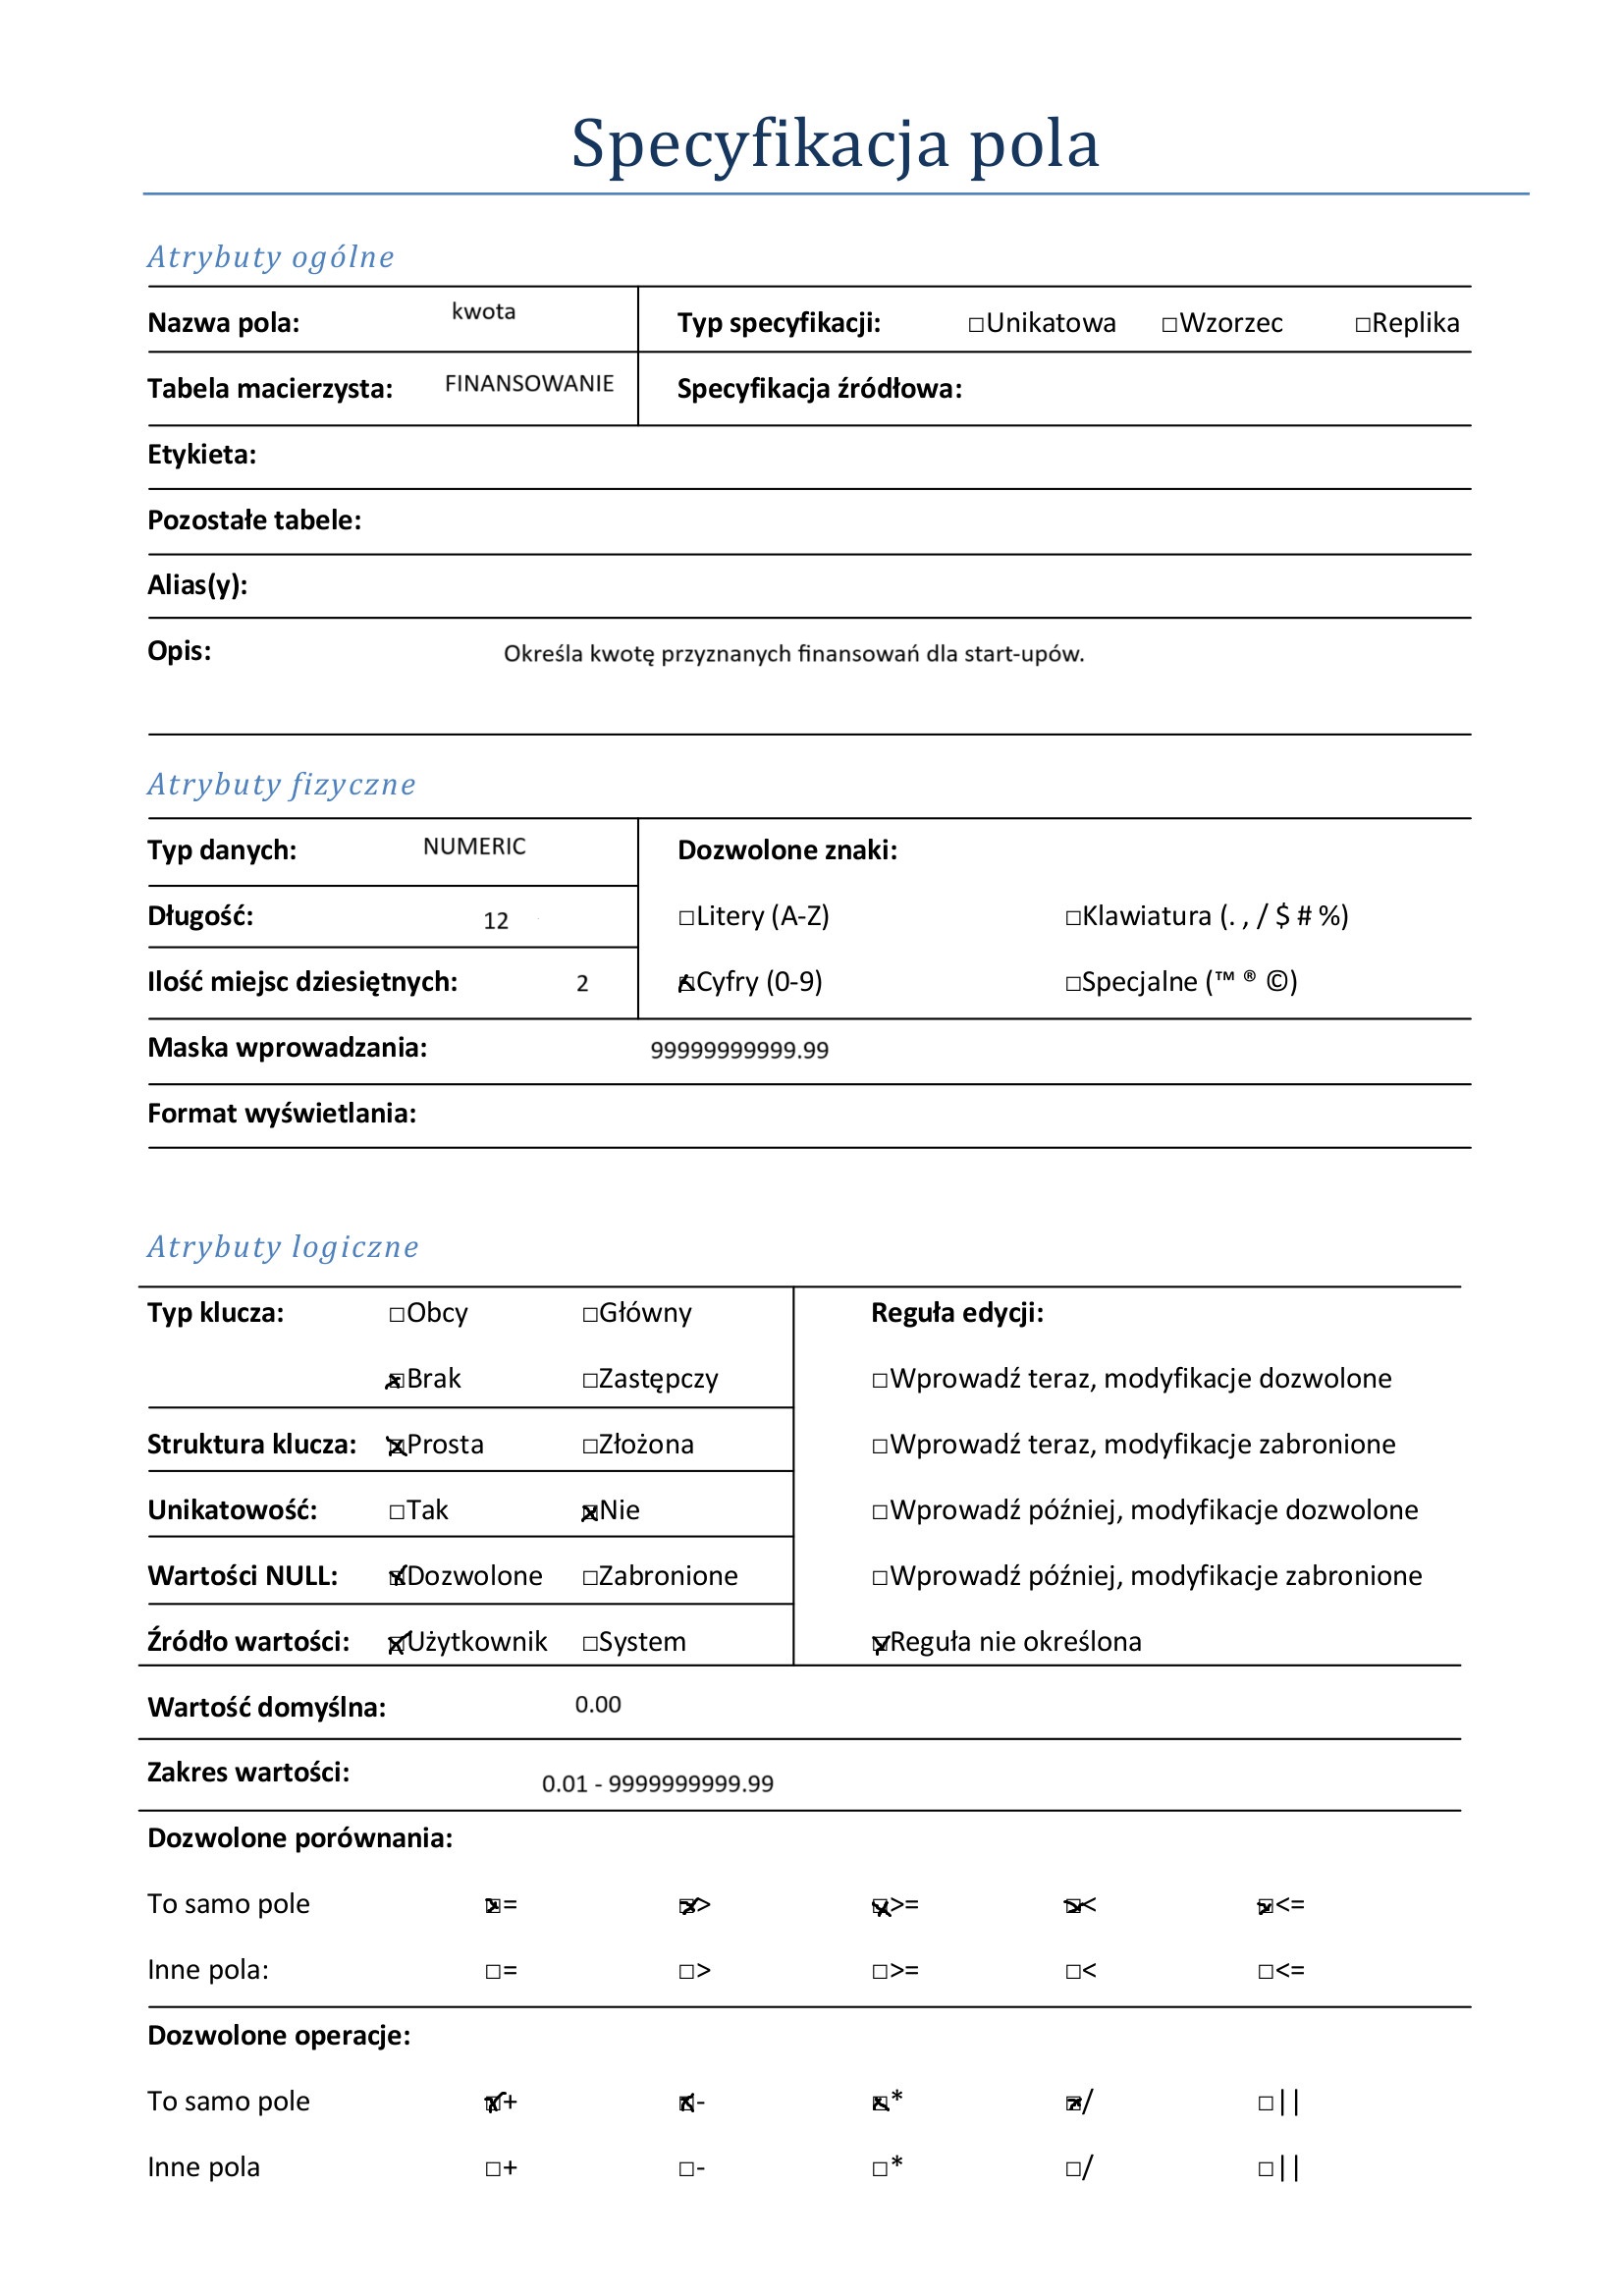 Specyfikacja pola
Atrybuty ogólne
Nazwa pola: kwota Typ specyfikacji: □Unikatowa □Wzorzec □Replika
Tabela macierzysta: FINANSOWANIE Specyfikacja źródłowa:
Etykieta:
Pozostałe tabele:
Alias(y):
Opis: Określa kwotę przyznanych finansowań dla start-upów.
Atrybuty fizyczne
Typ danych: NUMERIC Dozwolone znaki:
Długość: 12 □Litery (A-Z) □Klawiatura (. , / $ # %)
Ilość miejsc dziesiętnych: 2 ☒Cyfry (0-9) □Specjalne (™ ® ©)
Maska wprowadzania: 99999999999.99
Format wyświetlania:
Atrybuty logiczne
Typ klucza: □Obcy □Główny Reguła edycji:
☒Brak □Zastępczy □Wprowadź teraz, modyfikacje dozwolone
Struktura klucza: ☒Prosta □Złożona □Wprowadź teraz, modyfikacje zabronione
Unikatowość: □Tak ☒Nie □Wprowadź później, modyfikacje dozwolone
Wartości NULL: ☒Dozwolone □Zabronione □Wprowadź później, modyfikacje zabronione
Źródło wartości: ☒Użytkownik □System ☒Reguła nie określona
Wartość domyślna: 0.00
Zakres wartości: 0.01 - 9999999999.99
Dozwolone porównania:
To samo pole ☒= ☒> ☒>= ☒< ☒<=
Inne pola: □= □> □>= □< □<=
Dozwolone operacje:
To samo pole ☒+ ☒- ☒* ☒/ □||
Inne pola □+ □- □* □/ □||